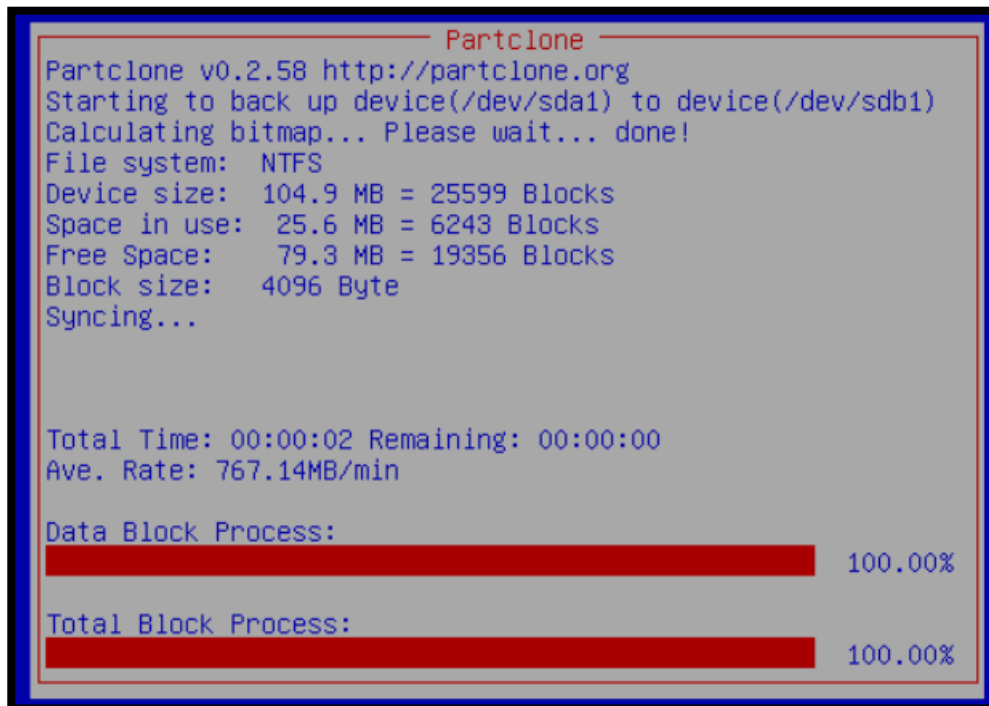 Partclone
Partclone v0.2.58 http://partclone.org
Starting to back up device(/dev/sda1) to device(/dev/sdb1)
Calculating bitmap... Please wait... done!
File system:  NTFS
Device size:  104.9 MB = 25599 Blocks
Space in use:  25.6 MB = 6243 Blocks
Free Space:    79.3 MB = 19356 Blocks
Block size:   4096 Byte
Syncing...
Total Time: 00:00:02 Remaining: 00:00:00
Ave. Rate: 767.14MB/min
Data Block Process:
100.00%
Total Block Process:
100.00%